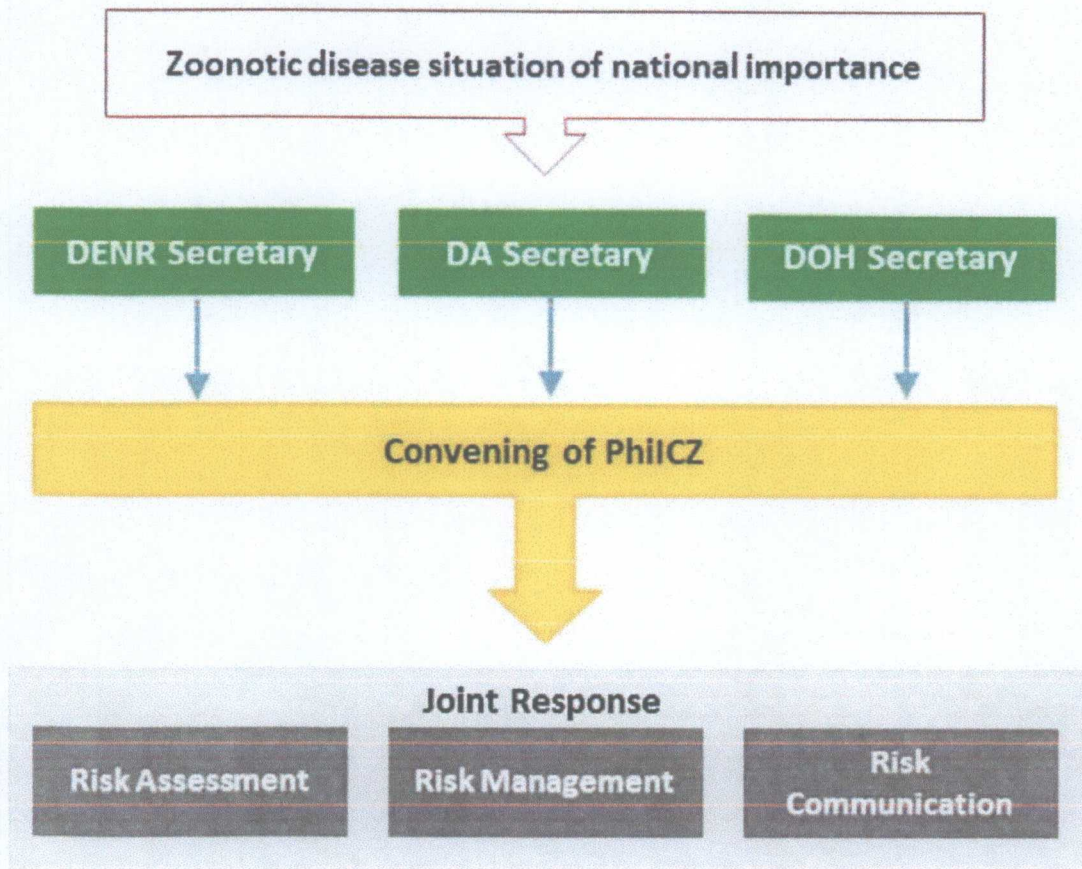 Zoonotic disease situation of national importance
DENR Secretary
DA Secretary
DOH Secretary
Convening of PhilCZ
Joint Response
Risk Assessment
Risk Management
Risk
Communication